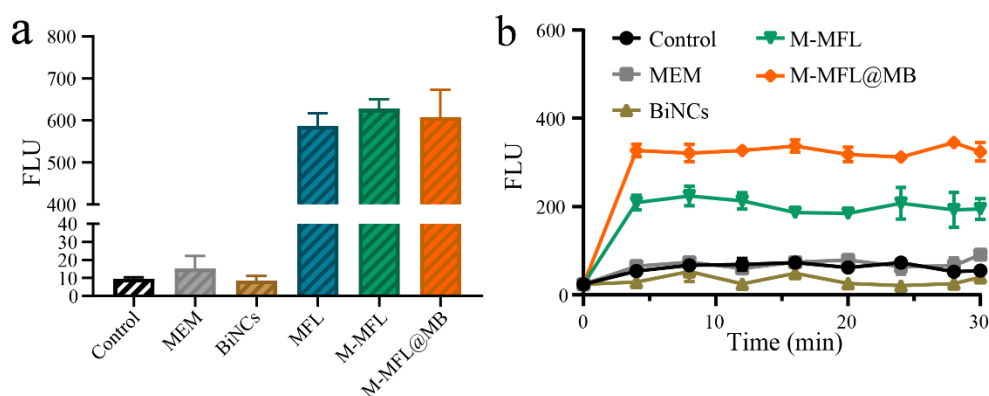 a
FLU
800
700
600
500
400
40
30
20
10
0
Control
MEM
BiNCs
MFL
M-MFL
M-MFL@MB
b
FLU
600
400
200
0
Control
MEM
BiNCs
M-MFL
M-MFL@MB
0
10
20
30
Time (min)